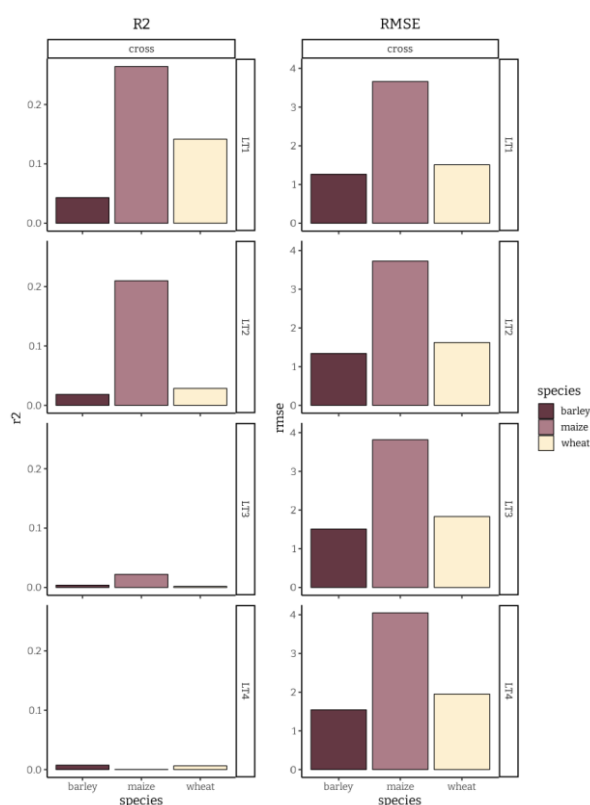 R2
RMSE
cross
cross
0.2
0.1
0.0
LT1
4
3
2
1
0
LT1
0.2
0.1
0.0
LT2
4
3
2
1
0
LT2
r2
rmse
species
barley
maize
wheat
0.2
0.1
0.0
LT3
4
3
2
1
0
LT3
0.2
0.1
0.0
LT4
4
3
2
1
0
LT4
barley maize wheat
barley maize wheat
species
species